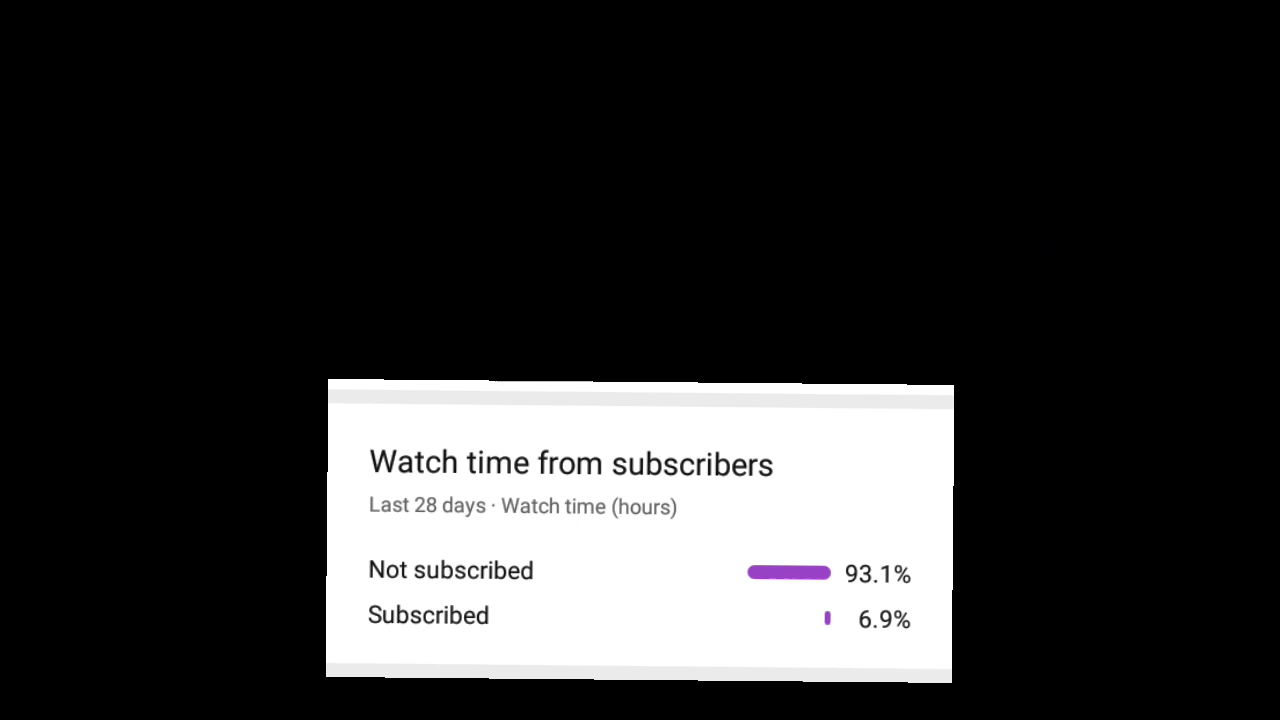 Watch time from subscribers
Last 28 days · Watch time (hours)
Not subscribed 93.1%
Subscribed 6.9%